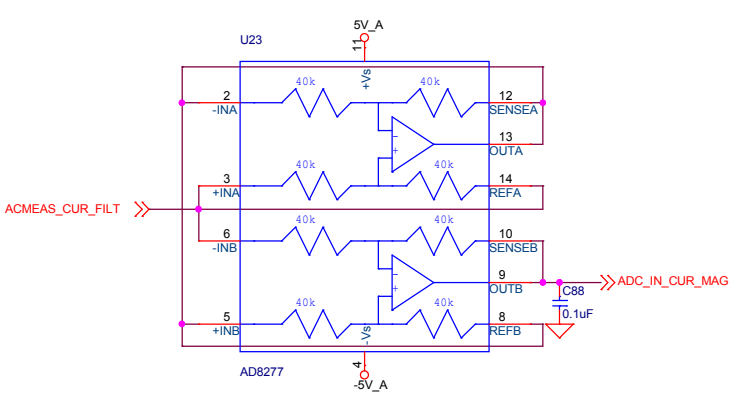 5V_A
U23
11
+Vs
40k
40k
2
12
-INA
SENSEA
-
13
+
OUTA
40k
40k
3
14
+INA
REFA
ACMEAS_CUR_FILT
40k
40k
6
10
-INB
SENSEB
-
9
ADC_IN_CUR_MAG
+
OUTB
C88
40k
40k
0.1uF
5
8
+INB
REFB
-Vs
4
AD8277
-5V_A